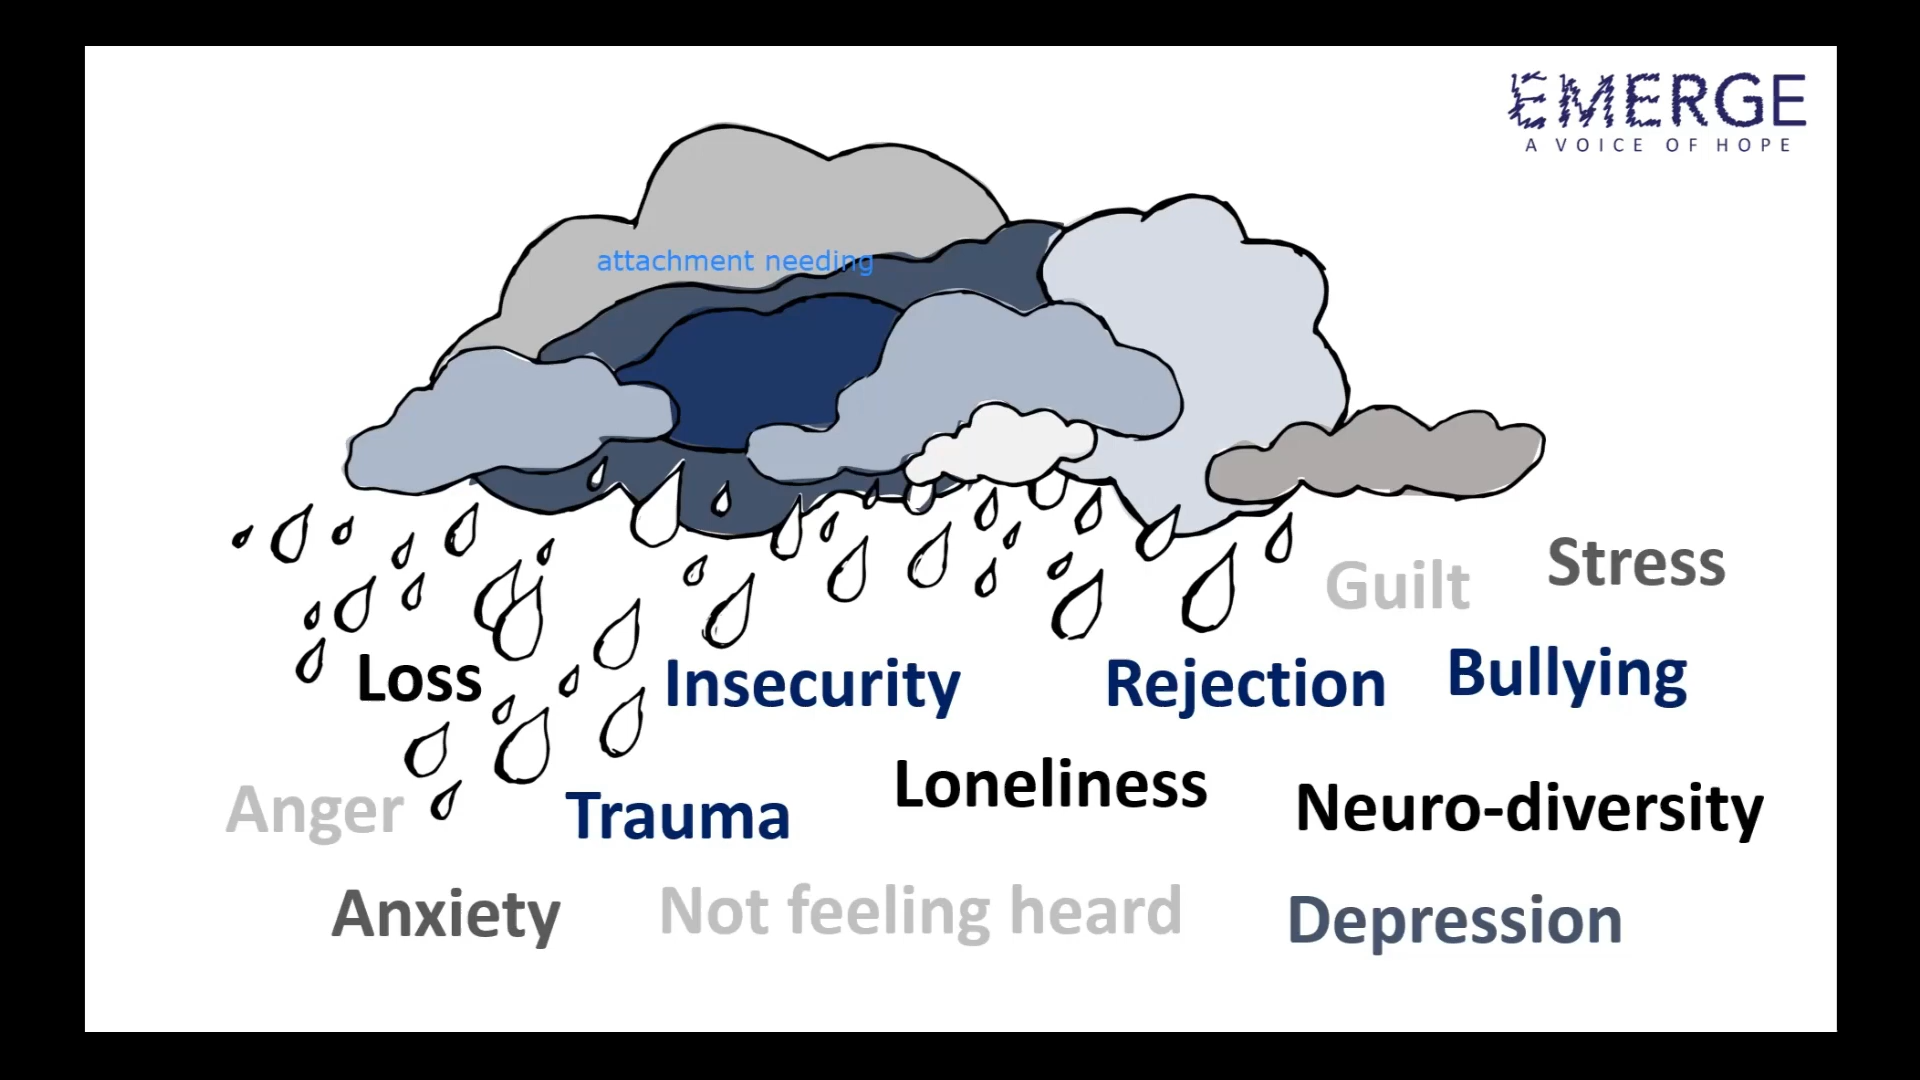 EMERGE
A VOICE OF HOPE
attachment needing
Guilt
Stress
Loss
Insecurity
Rejection
Bullying
Anger
Trauma
Loneliness
Neuro-diversity
Anxiety
Not feeling heard
Depression